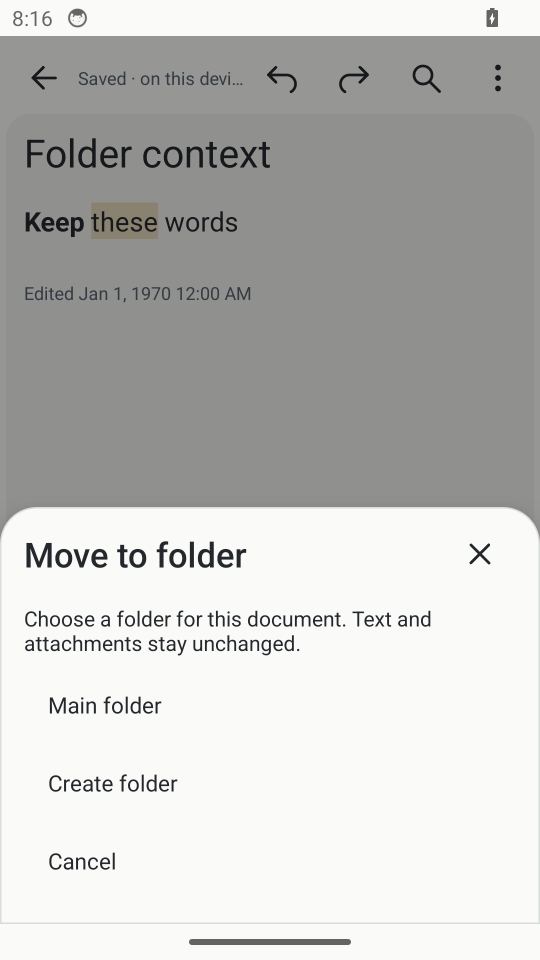 8:16
Saved · on this devi…
Folder context
Keep these words
Edited Jan 1, 1970 12:00 AM
Move to folder
Choose a folder for this document. Text and
attachments stay unchanged.
Main folder
Create folder
Cancel